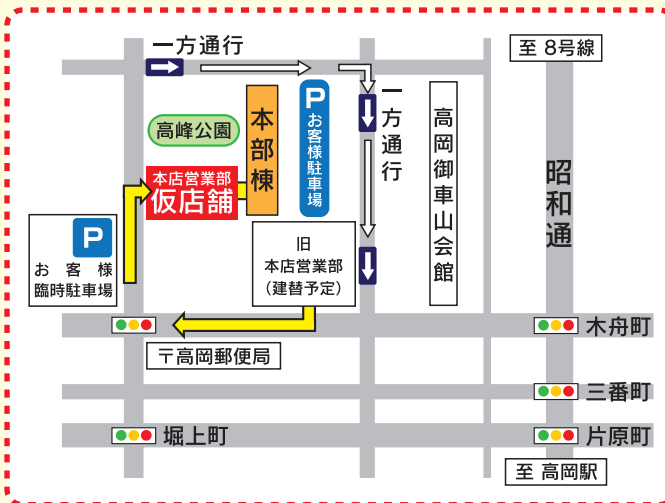 一方通行
至 8号線
P
お客様駐車場
一方通行
高峰公園
本部棟
高岡御車山会館
本店営業部
仮店舗
昭和通
P
お客様
臨時駐車場
旧
本店営業部
（建替予定）
木舟町
〒高岡郵便局
三番町
堀上町
片原町
至 高岡駅